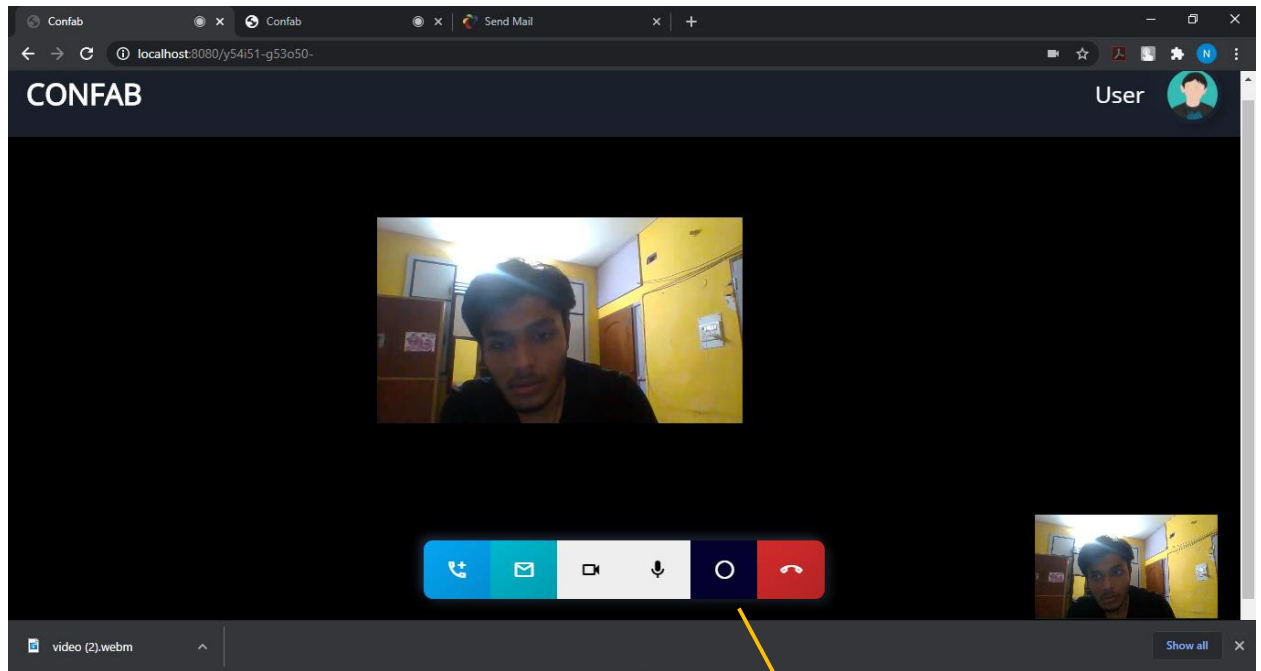 Confab
Confab
Send Mail
localhost:8080/y54i51-g53o50-
N
CONFAB
User
video (2).webm
Show all